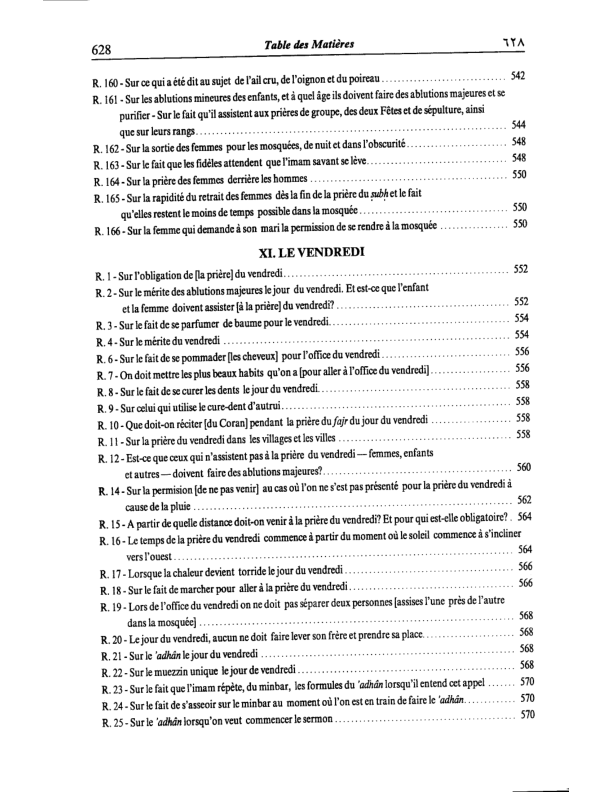 628 Table des Matières ٦٢٨
R. 160 - Sur ce qui a été dit au sujet de l'ail cru, de l'oignon et du poireau ................................ 542
R. 161 - Sur les ablutions mineures des enfants, et à quel âge ils doivent faire des ablutions majeures et se
purifier - Sur le fait qu'il assistent aux prières de groupe, des deux Fêtes et de sépulture, ainsi
que sur leurs rangs................................ 544
R. 162 - Sur la sortie des femmes pour les mosquées, de nuit et dans l'obscurité................................ 548
R. 163 - Sur le fait que les fidèles attendent que l'imam savant se lève................................ 548
R. 164 - Sur la prière des femmes derrière les hommes ................................ 550
R. 165 - Sur la rapidité du retrait des femmes dès la fin de la prière du ṣubḥ et le fait
qu'elles restent le moins de temps possible dans la mosquée ................................ 550
R. 166 - Sur la femme qui demande à son mari la permission de se rendre à la mosquée ................ 550
XI. LE VENDREDI
R. 1 - Sur l'obligation de [la prière] du vendredi................................ 552
R. 2 - Sur le mérite des ablutions majeures le jour du vendredi. Et est-ce que l'enfant
et la femme doivent assister [à la prière] du vendredi? ................................ 552
R. 3 - Sur le fait de se parfumer de baume pour le vendredi................................ 554
R. 4 - Sur le mérite du vendredi ................................ 554
R. 6 - Sur le fait de se pommader [les cheveux] pour l'office du vendredi ................................ 556
R. 7 - On doit mettre les plus beaux habits qu'on a [pour aller à l'office du vendredi]................... 556
R. 8 - Sur le fait de se curer les dents le jour du vendredi................................ 558
R. 9 - Sur celui qui utilise le cure-dent d'autrui................................ 558
R. 10 - Que doit-on réciter [du Coran] pendant la prière du fajr du jour du vendredi ................... 558
R. 11 - Sur la prière du vendredi dans les villages et les villes ................................ 558
R. 12 - Est-ce que ceux qui n'assistent pas à la prière du vendredi — femmes, enfants
et autres — doivent faire des ablutions majeures?................................ 560
R. 14 - Sur la permision [de ne pas venir] au cas où l'on ne s'est pas présenté pour la prière du vendredi à
cause de la pluie ................................ 562
R. 15 - A partir de quelle distance doit-on venir à la prière du vendredi? Et pour qui est-elle obligatoire? . 564
R. 16 - Le temps de la prière du vendredi commence à partir du moment où le soleil commence à s'incliner
vers l'ouest................................ 564
R. 17 - Lorsque la chaleur devient torride le jour du vendredi ................................ 566
R. 18 - Sur le fait de marcher pour aller à la prière du vendredi ................................ 566
R. 19 - Lors de l'office du vendredi on ne doit pas séparer deux personnes [assises l'une près de l'autre
dans la mosquée] ................................ 568
R. 20 - Le jour du vendredi, aucun ne doit faire lever son frère et prendre sa place................... 568
R. 21 - Sur le 'adhân le jour du vendredi ................................ 568
R. 22 - Sur le muezzin unique le jour de vendredi ................................ 568
R. 23 - Sur le fait que l'imam répète, du minbar, les formules du 'adhân lorsqu'il entend cet appel ....... 570
R. 24 - Sur le fait de s'asseoir sur le minbar au moment où l'on est en train de faire le 'adhân............. 570
R. 25 - Sur le 'adhân lorsqu'on veut commencer le sermon ................................ 570